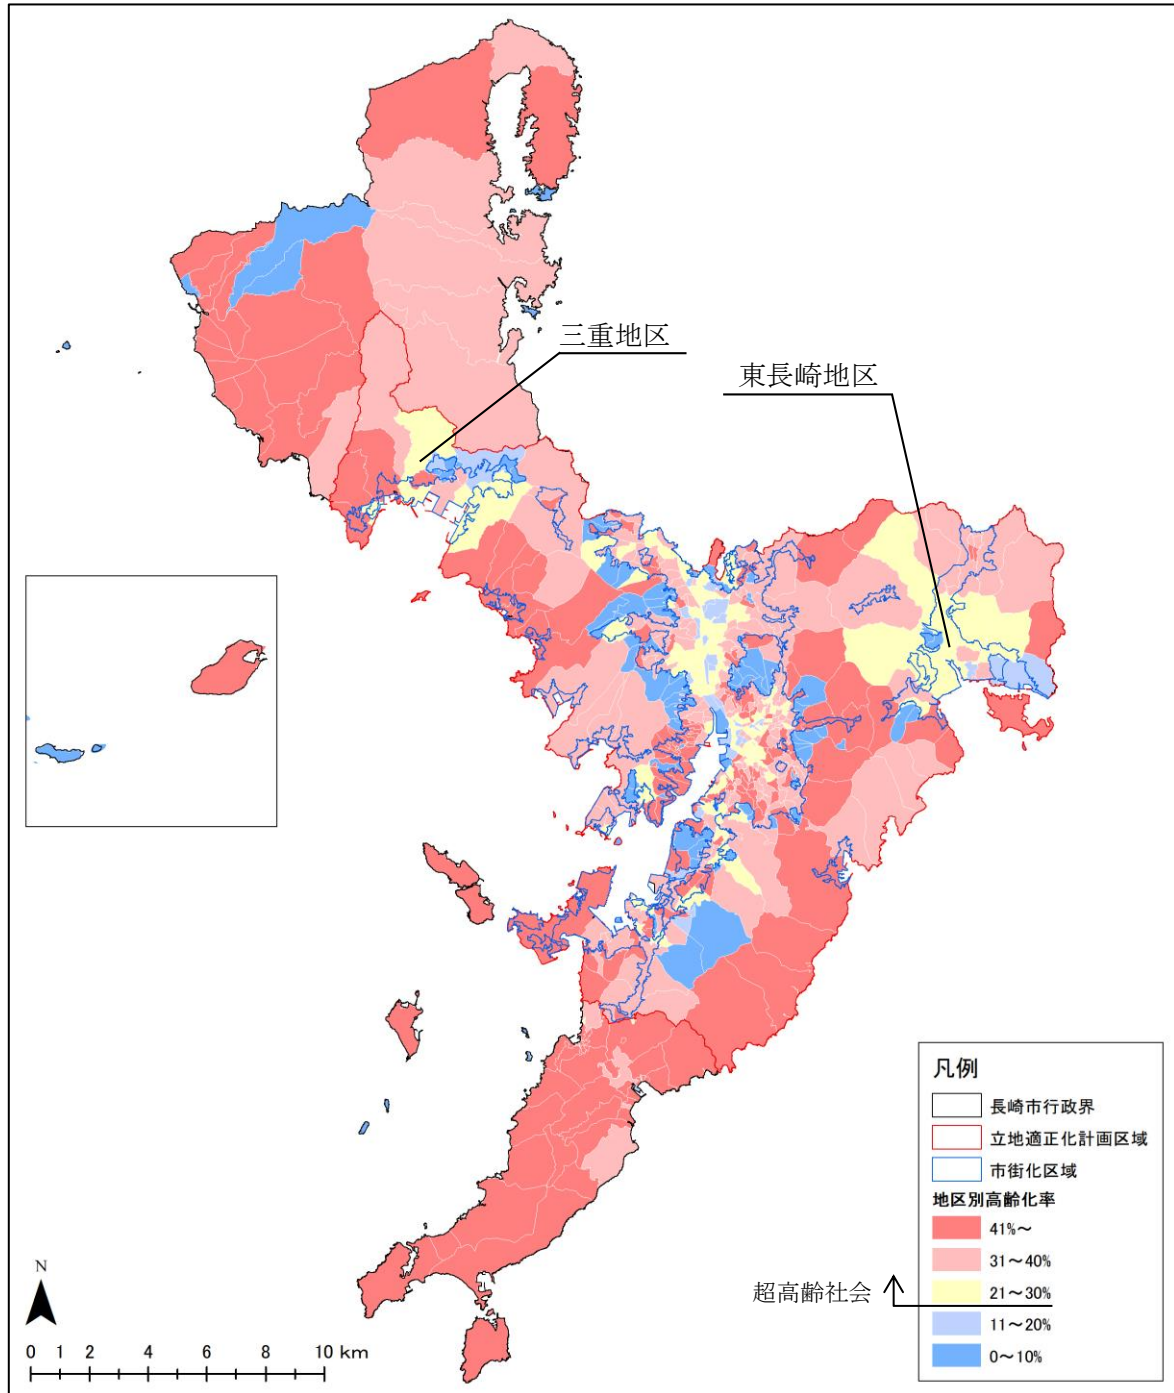 三重地区
東長崎地区
凡例
長崎市行政界
立地適正化計画区域
市街化区域
地区別高齢化率
41%～
31～40%
21～30%
超高齢社会
11～20%
0～10%
N
0 1 2 4 6 8 10 km